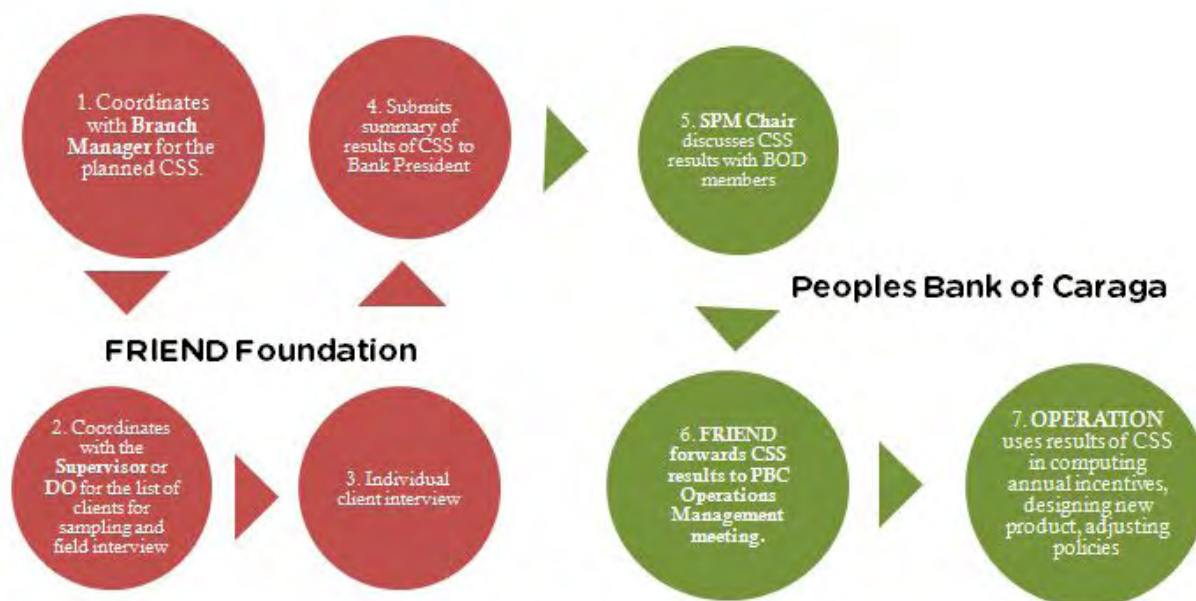 1. Coordinates
with Branch
Manager for the
planned CSS.
4. Submits
summary of
results of CSS to
Bank President
5. SPM Chair
discusses CSS
results with BOD
members
FRIEND Foundation
Peoples Bank of Caraga
2. Coordinates
with the
Supervisor or
DO for the list of
clients for
sampling and
field interview
3. Individual
client interview
6. FRIEND
forwards CSS
results to PBC
Operations
Management
meeting.
7. OPERATION
uses results of CSS
in computing
annual incentives,
designing new
product, adjusting
policies